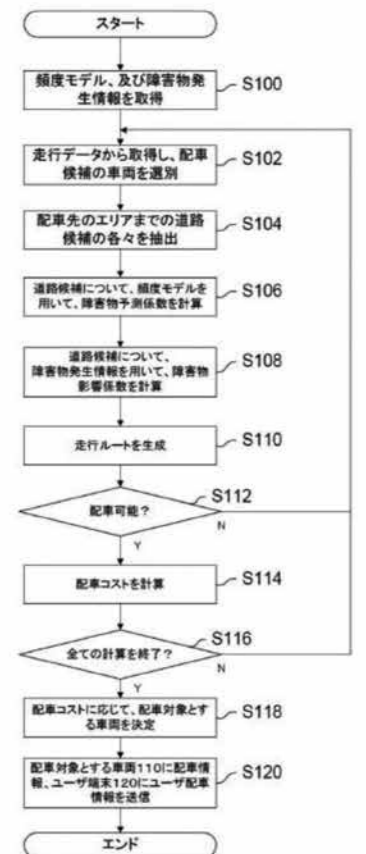 スタート
頻度モデル、及び障害物発
生情報を取得
S100
走行データから取得し、配車
候補の車両を選別
S102
配車先のエリアまでの道路
候補の各々を抽出
S104
道路候補について、頻度モデルを
用いて、障害物予測係数を計算
S106
道路候補について、
障害物発生情報を用いて、障害物
影響係数を計算
S108
走行ルートを生成
S110
配車可能？
S112
N
Y
配車コストを計算
S114
全ての計算を終了？
S116
N
Y
配車コストに応じて、配車対象とす
る車両を決定
S118
配車対象とする車両110に配車情
報、ユーザ端末120にユーザ配車
情報を送信
S120
エンド